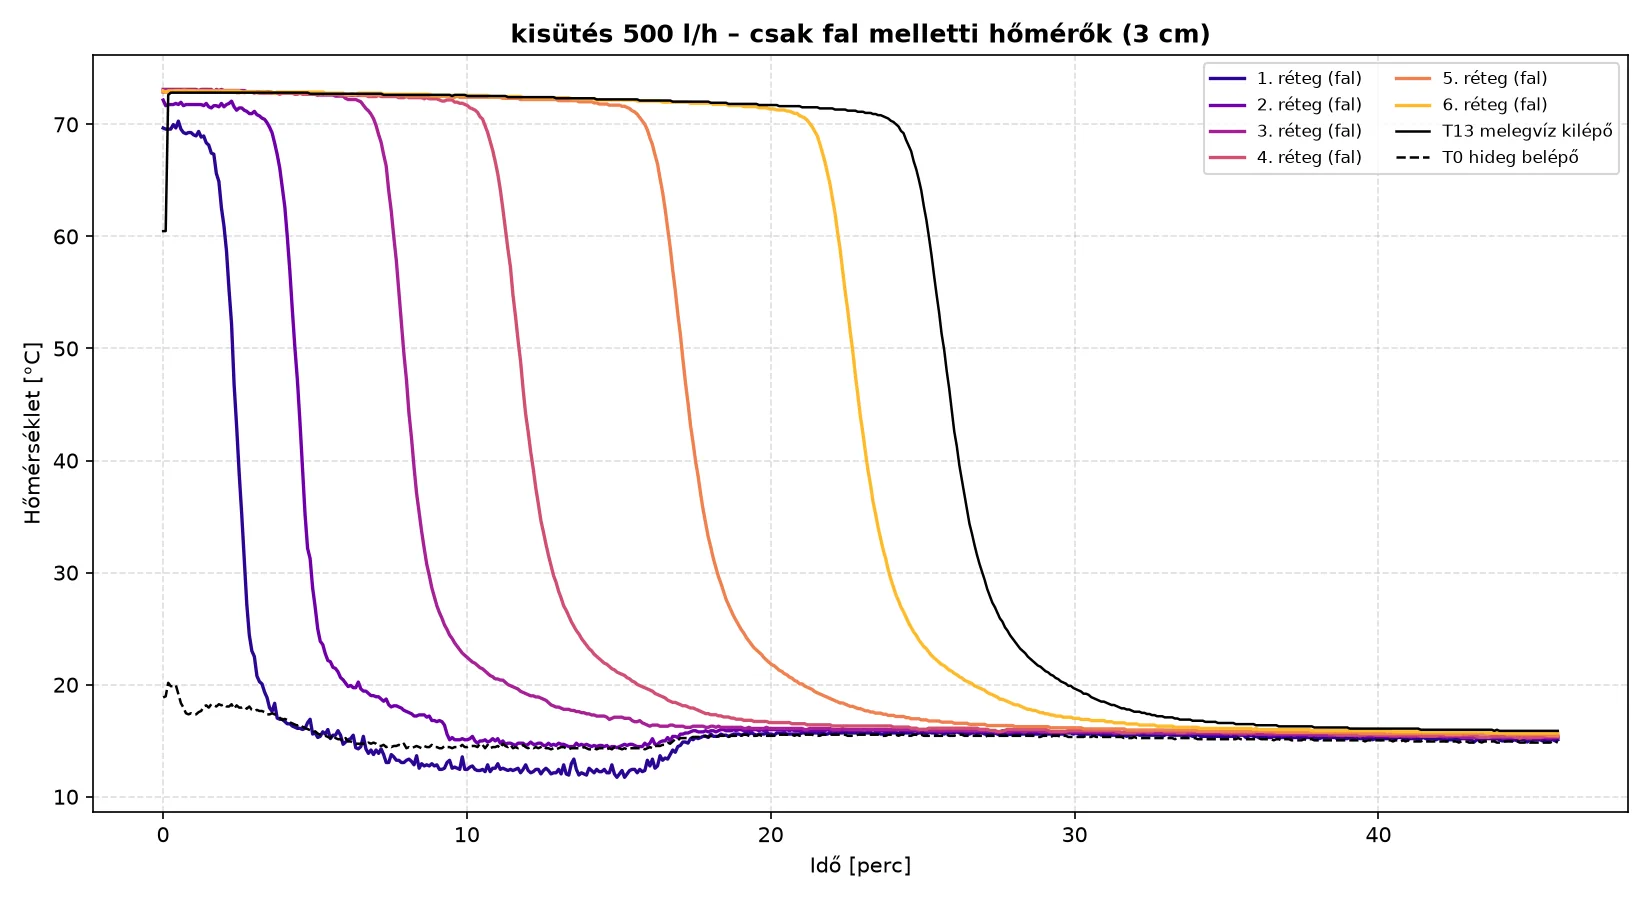 kisütés 500 l/h – csak fal melletti hőmérők (3 cm)
1. réteg (fal)
2. réteg (fal)
3. réteg (fal)
4. réteg (fal)
5. réteg (fal)
6. réteg (fal)
T13 melegvíz kilépő
T0 hideg belépő
Hőmérséklet [°C]
70
60
50
40
30
20
10
0 10 20 30 40
Idő [perc]